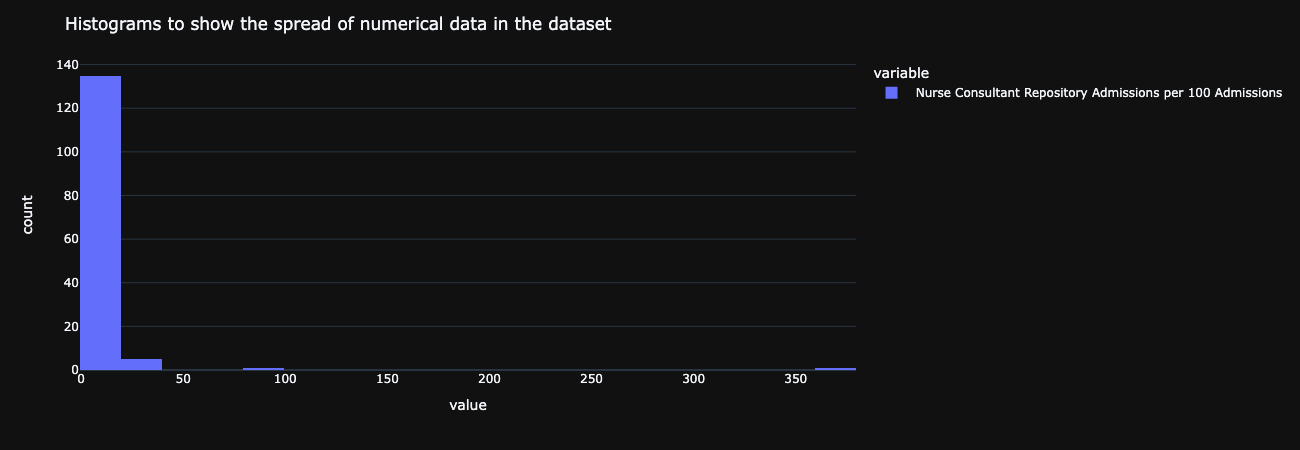 Histograms to show the spread of numerical data in the dataset
variable
Nurse Consultant Repository Admissions per 100 Admissions
140
120
100
80
60
40
20
0
count
0 50 100 150 200 250 300 350
value